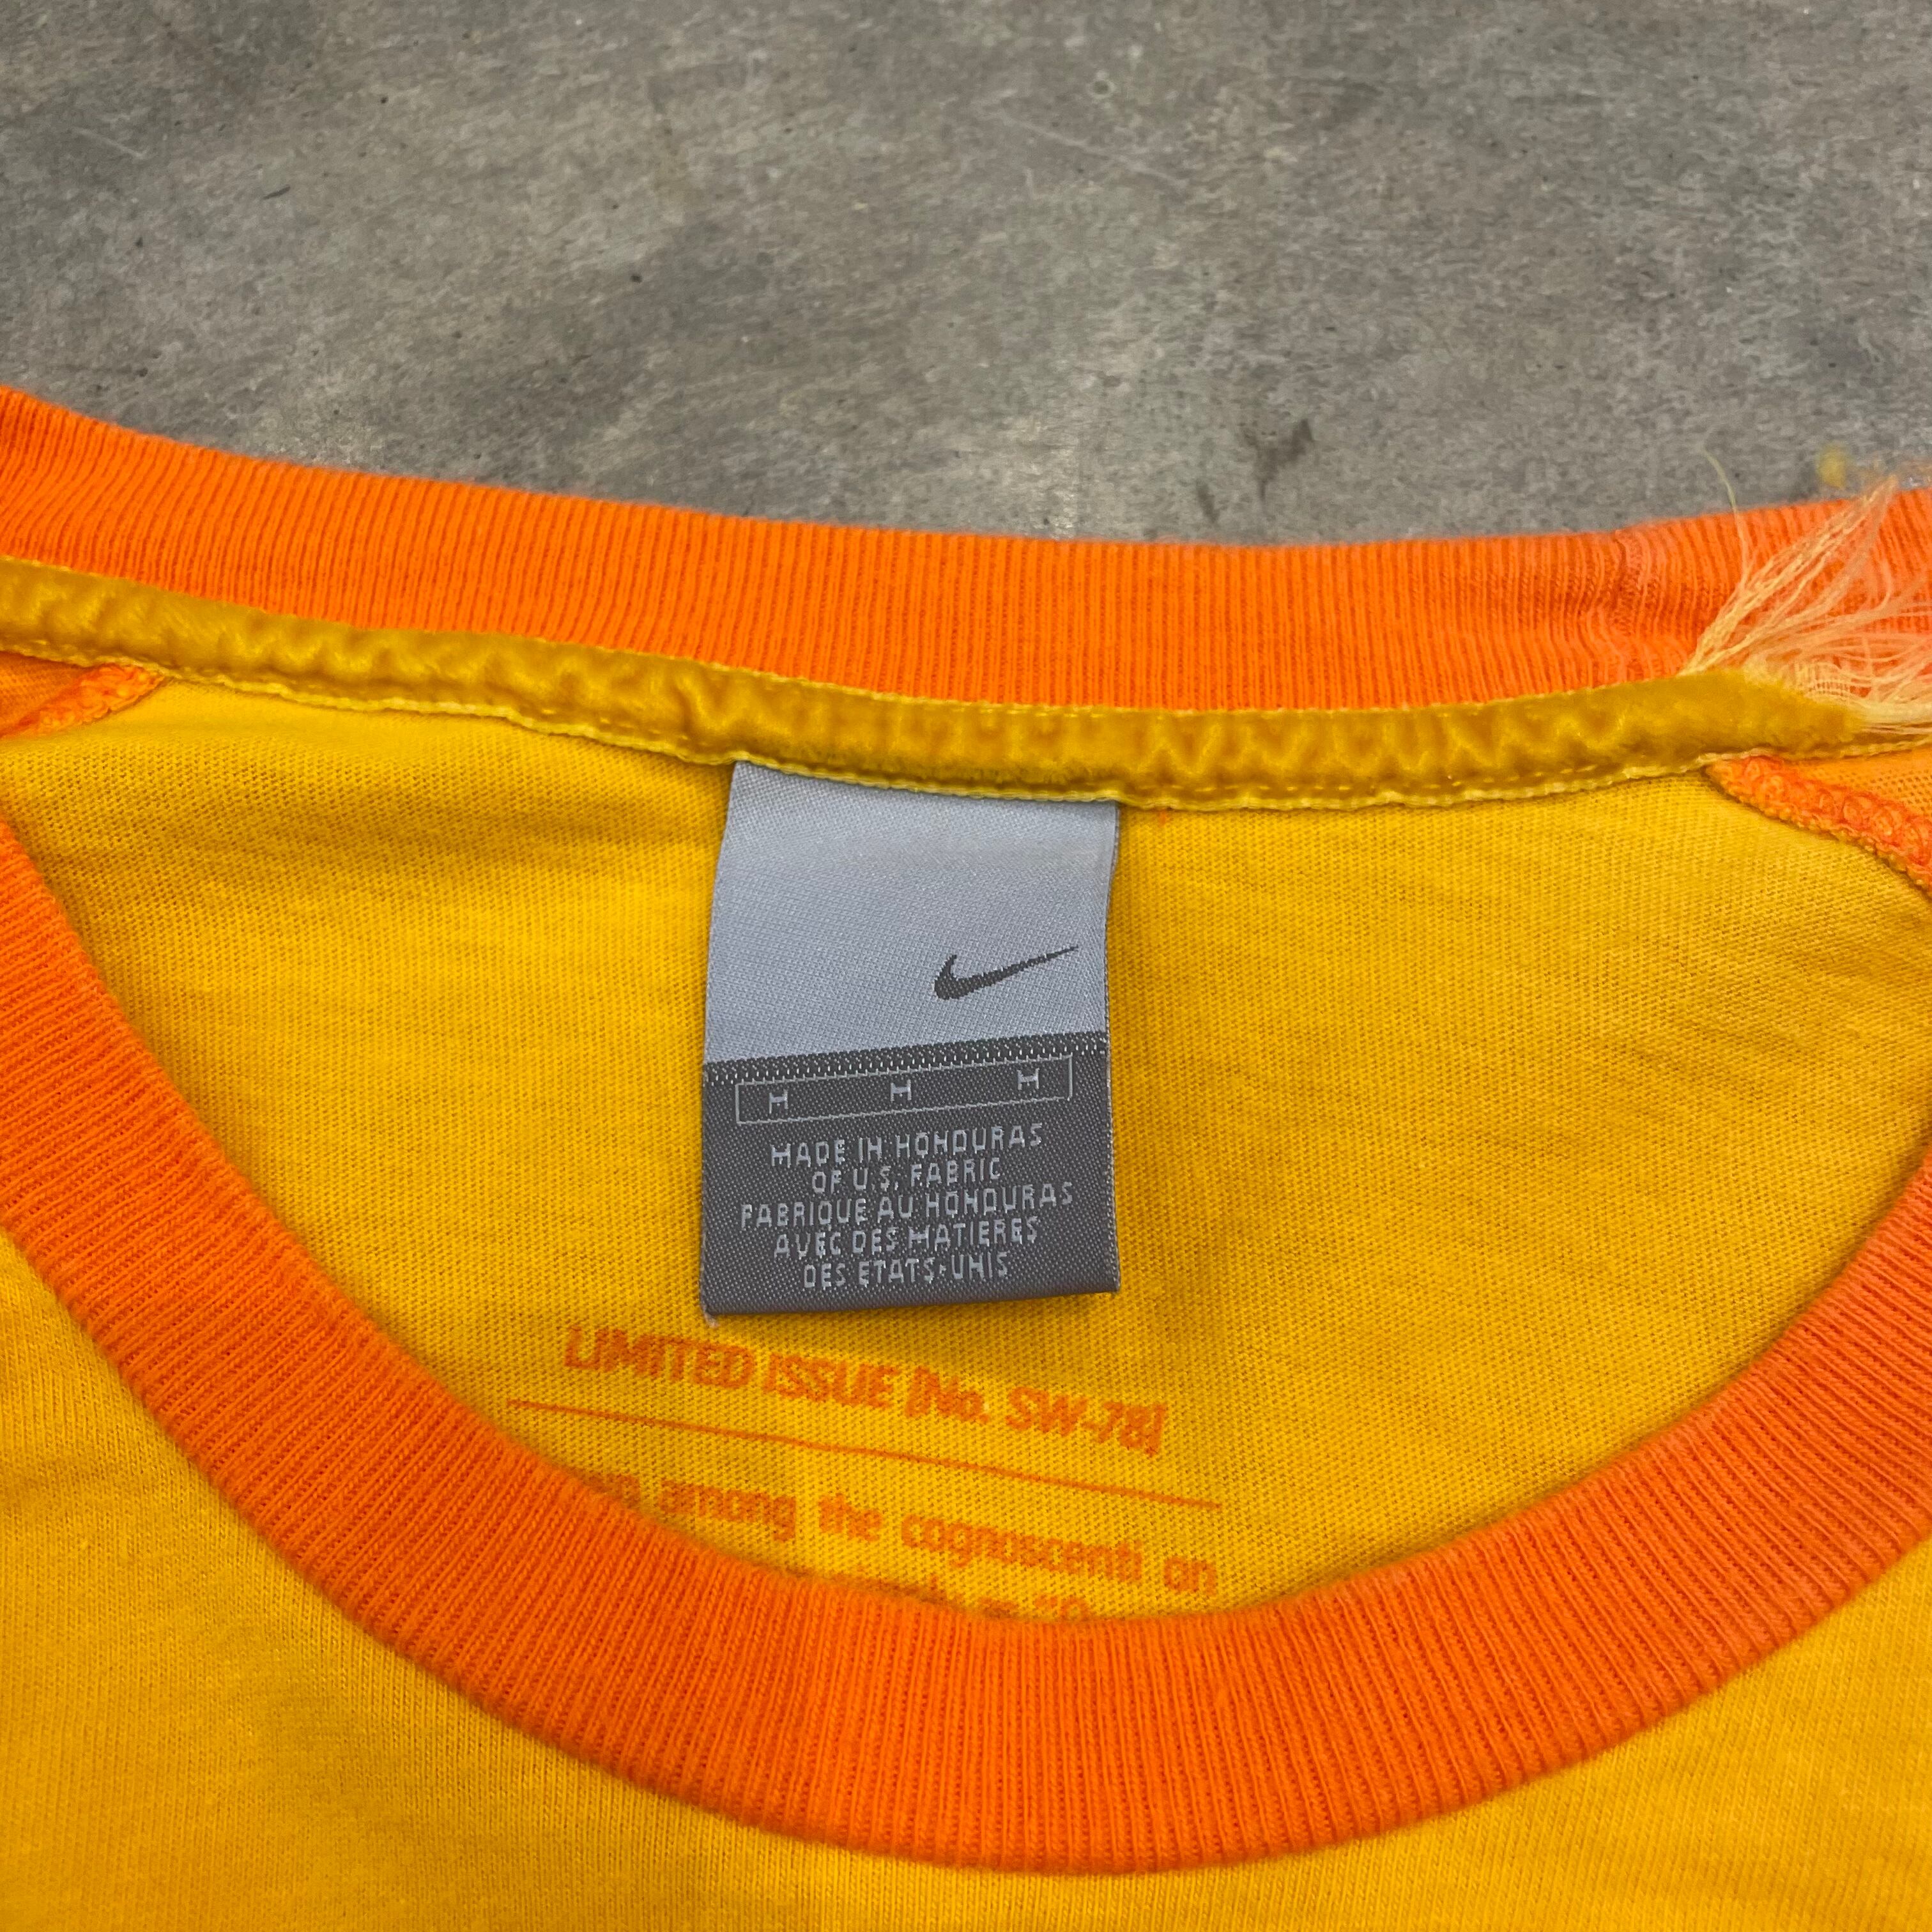 M M M
MADE IN HONDURAS
OF U.S. FABRIC
FABRIQUE AU HONDURAS
AVEC DES MATIERES
DES ETATS-UNIS
LIMITED ISSUE [No. SW-78]
among the cognoscenti on